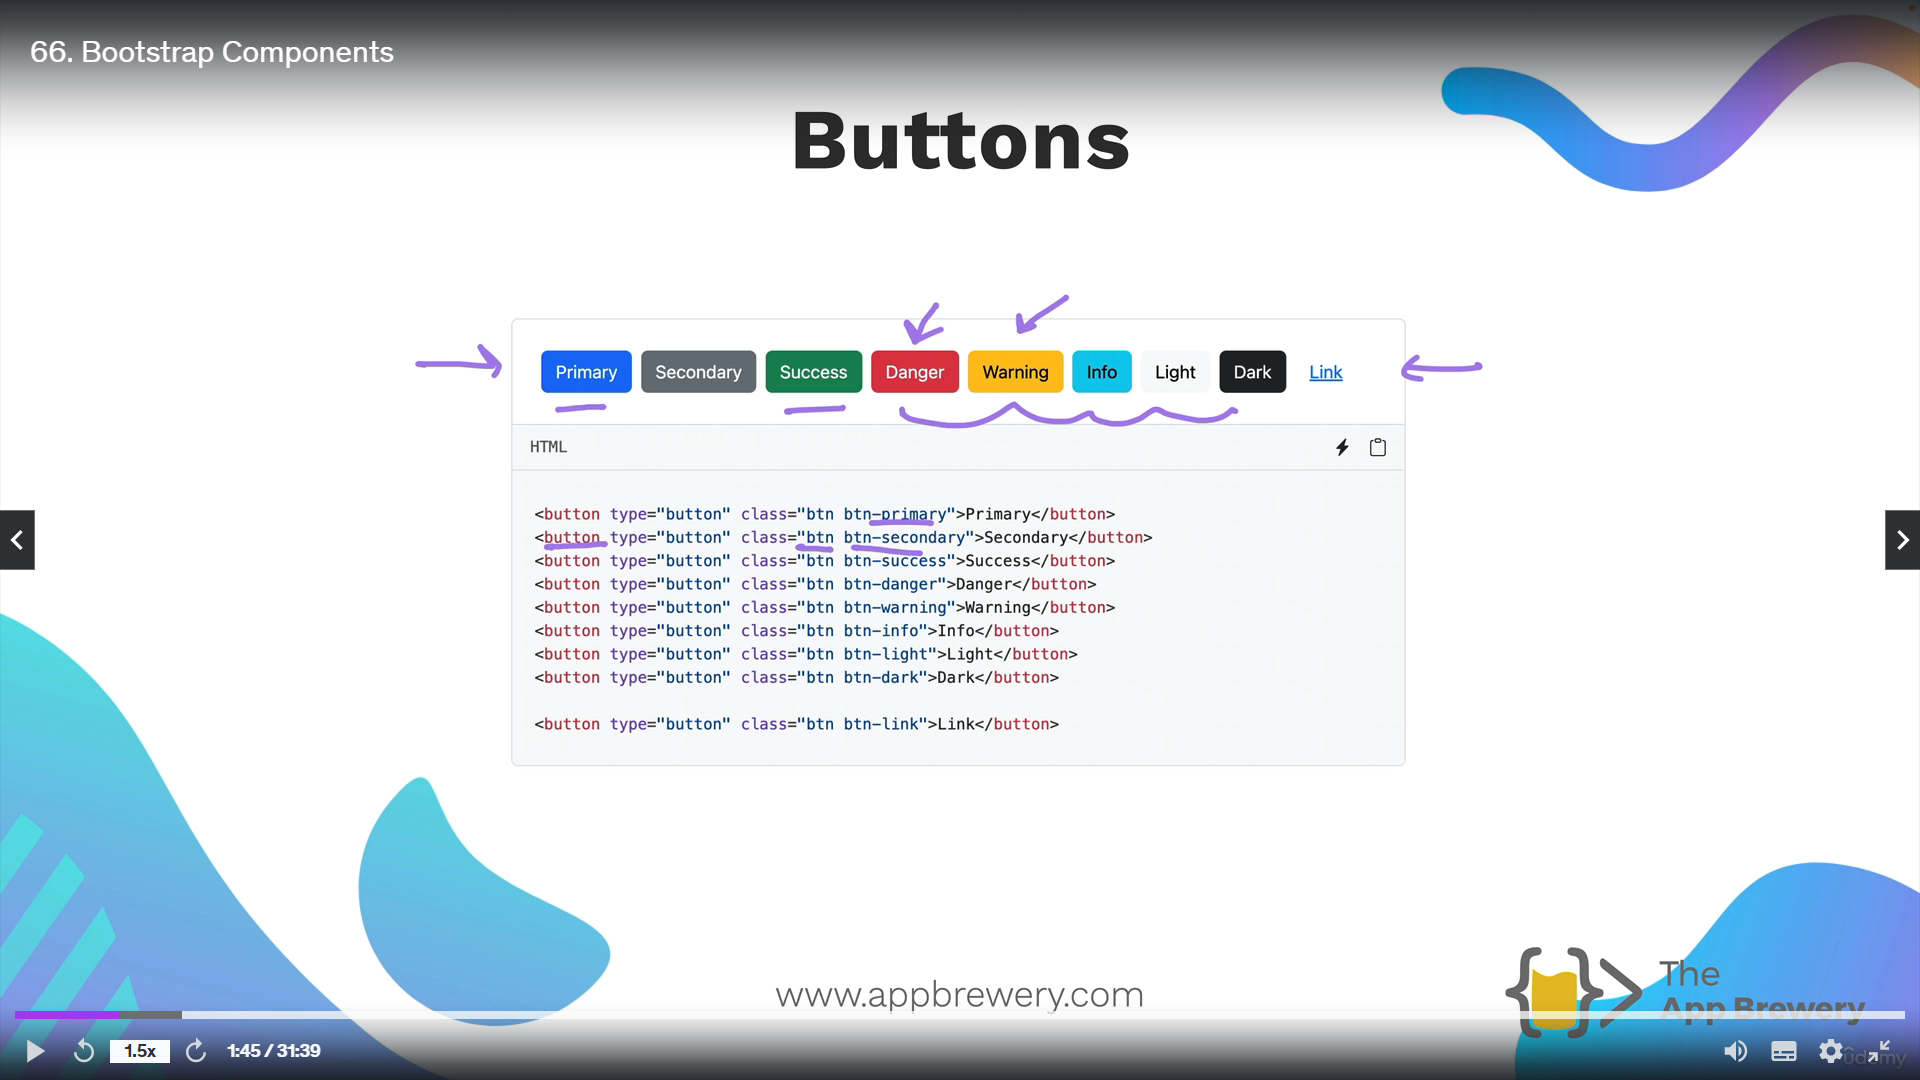 66. Bootstrap Components
Buttons
Primary Secondary Success Danger Warning Info Light Dark Link
HTML
<button type="button" class="btn btn-primary">Primary</button>
<button type="button" class="btn btn-secondary">Secondary</button>
<button type="button" class="btn btn-success">Success</button>
<button type="button" class="btn btn-danger">Danger</button>
<button type="button" class="btn btn-warning">Warning</button>
<button type="button" class="btn btn-info">Info</button>
<button type="button" class="btn btn-light">Light</button>
<button type="button" class="btn btn-dark">Dark</button>
<button type="button" class="btn btn-link">Link</button>
www.appbrewery.com
The
App Brewery
1.5x 1:45 / 31:39
udemy